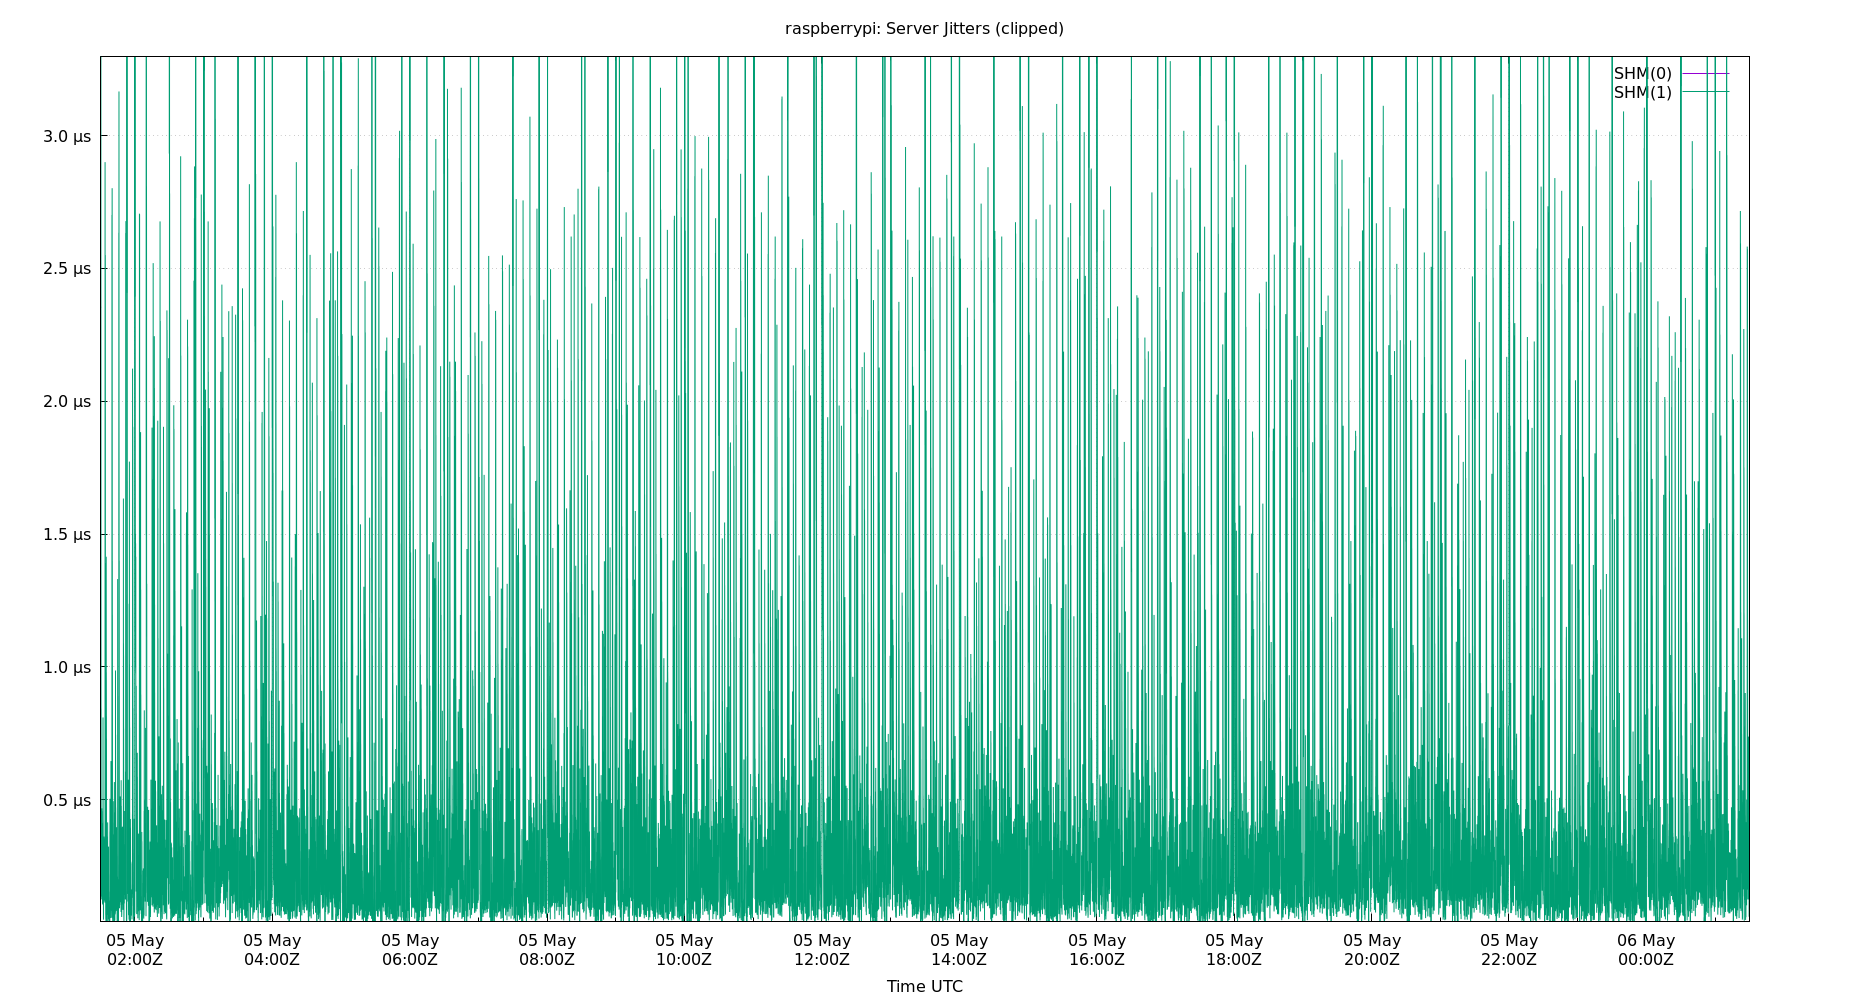 raspberrypi: Server Jitters (clipped)
SHM(0)
SHM(1)
3.0 µs
2.5 µs
2.0 µs
1.5 µs
1.0 µs
0.5 µs
05 May 05 May 05 May 05 May 05 May 05 May 05 May 05 May 05 May 05 May 05 May 06 May
02:00Z 04:00Z 06:00Z 08:00Z 10:00Z 12:00Z 14:00Z 16:00Z 18:00Z 20:00Z 22:00Z 00:00Z
Time UTC